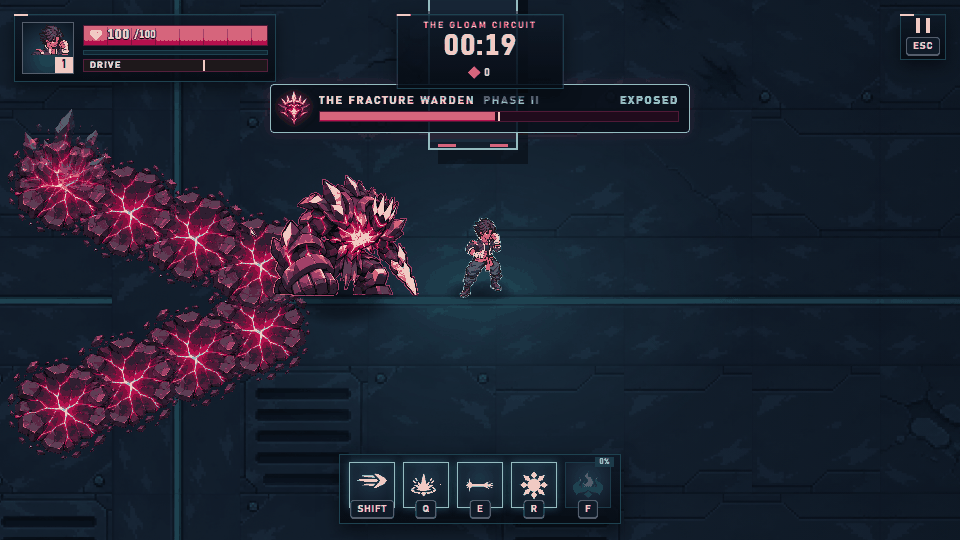 100 /100
1
DRIVE
THE GLOAM CIRCUIT
00:19
0
ESC
THE FRACTURE WARDEN PHASE II EXPOSED
0%
SHIFT Q E R F